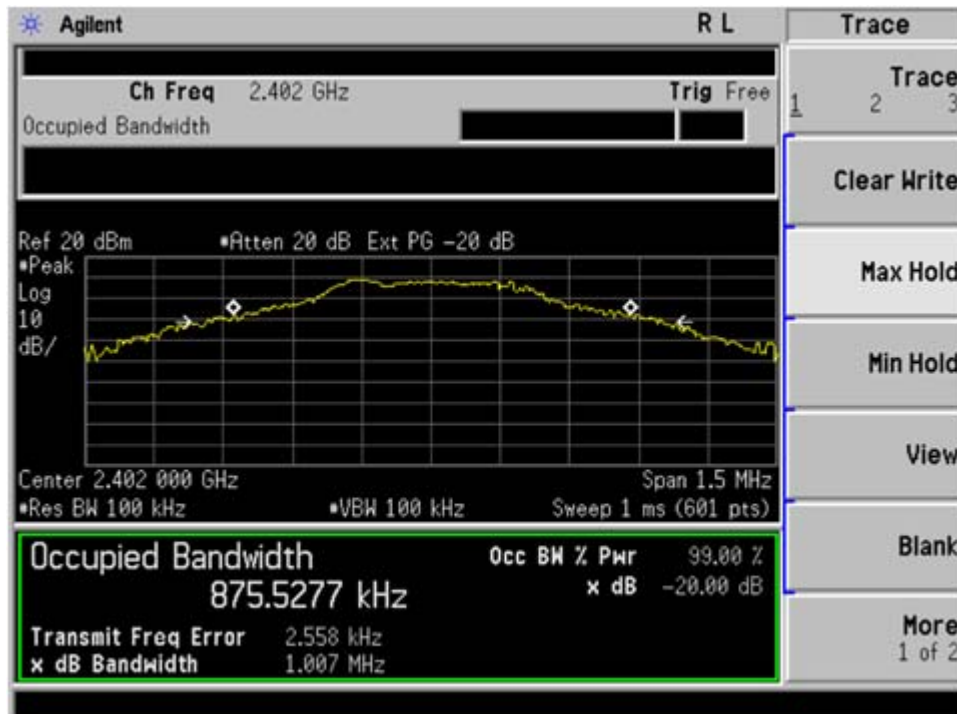 Agilent R L Trace
Trace
1 2 3
Ch Freq 2.402 GHz Trig Free
Occupied Bandwidth
Clear Write
Ref 20 dBm *Atten 20 dB Ext PG -20 dB
*Peak
Log
10
dB/
Max Hold
Min Hold
View
Center 2.402 000 GHz Span 1.5 MHz
*Res BW 100 kHz *VBW 100 kHz Sweep 1 ms (601 pts)
Occupied Bandwidth Occ BW % Pwr 99.00 %
875.5277 kHz x dB -20.00 dB
Blank
Transmit Freq Error 2.558 kHz
x dB Bandwidth 1.007 MHz
More
1 of 2